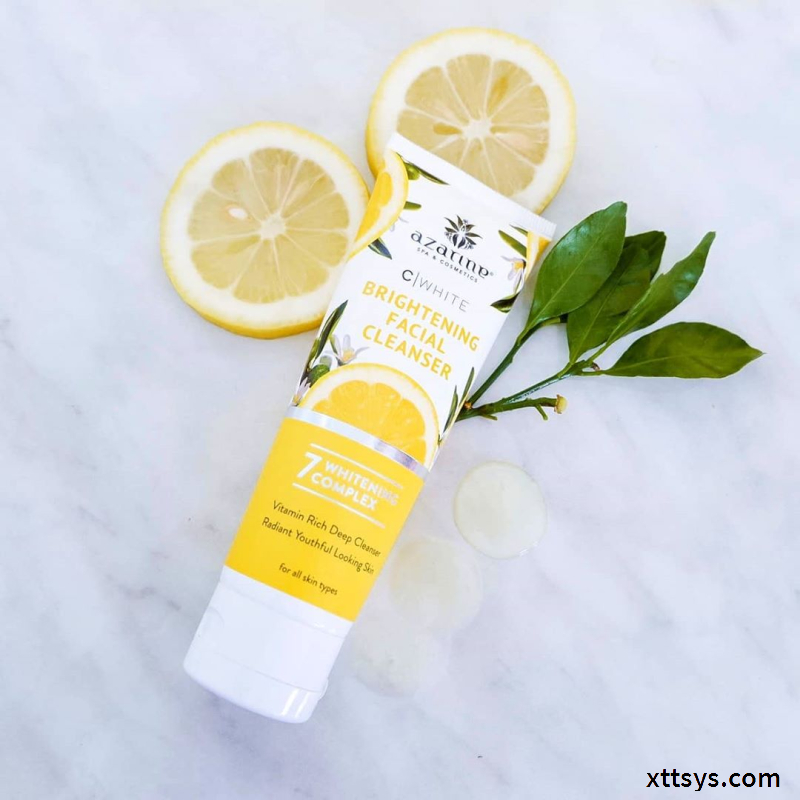 azarine®
SPA & COSMETICS
C|WHITE
BRIGHTENING
FACIAL
CLEANSER
7 WHITENING
COMPLEX
Vitamin Rich Deep Cleanser
Radiant Youthful Looking Skin
for all skin types
xttsys.com